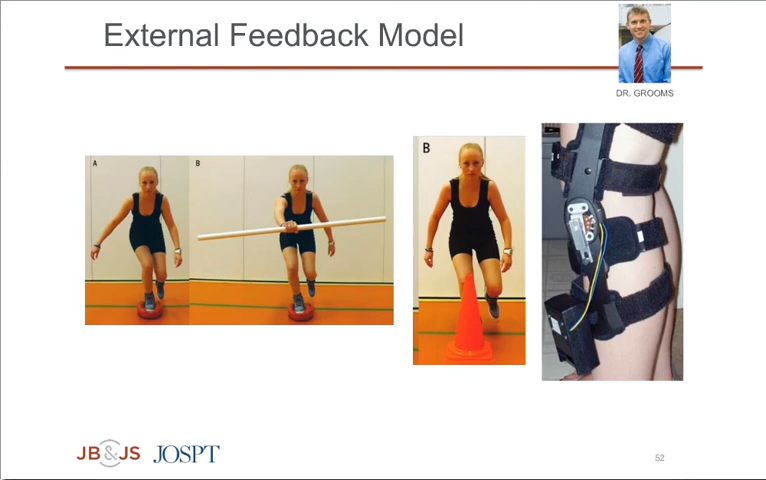 External Feedback Model
DR. GROOMS
A
B
B
JB&JS JOSPT
52